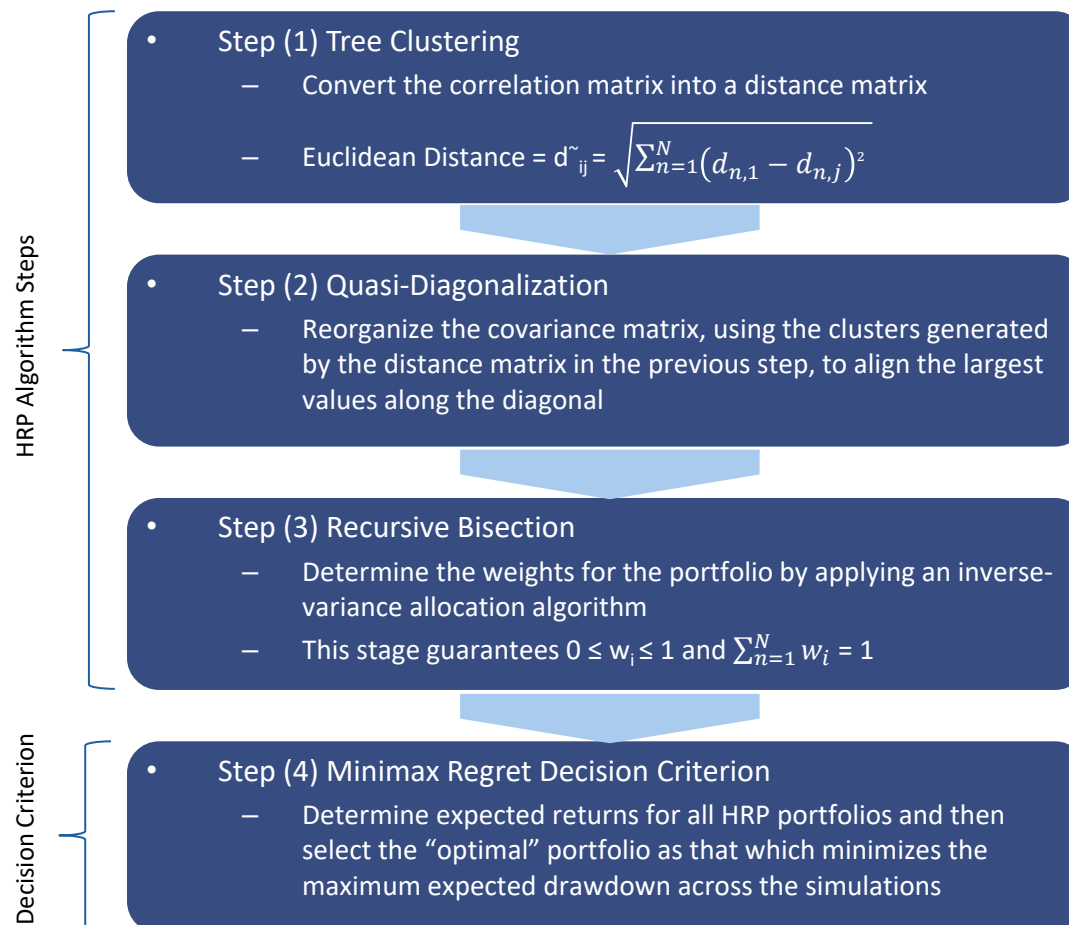 HRP Algorithm Steps
• Step (1) Tree Clustering
– Convert the correlation matrix into a distance matrix
– Euclidean Distance = d˜ij = √∑ⁿ₌₁ᴺ(dₙ,₁ − dₙ,ⱼ)²
• Step (2) Quasi-Diagonalization
– Reorganize the covariance matrix, using the clusters generated
by the distance matrix in the previous step, to align the largest
values along the diagonal
• Step (3) Recursive Bisection
– Determine the weights for the portfolio by applying an inverse-
variance allocation algorithm
– This stage guarantees 0 ≤ wi ≤ 1 and ∑ₙ₌₁ᴺ wᵢ = 1
Decision Criterion
• Step (4) Minimax Regret Decision Criterion
– Determine expected returns for all HRP portfolios and then
select the “optimal” portfolio as that which minimizes the
maximum expected drawdown across the simulations